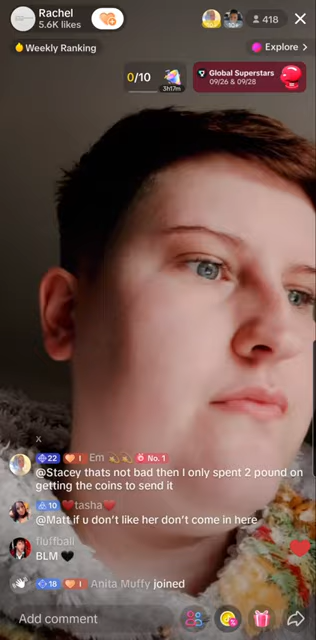 Rachel
5.6K likes
10+
418
Weekly Ranking
Explore >
0/10
3h17m
Global Superstars
09/26 & 09/28
x
22 I Em No. 1
@Stacey thats not bad then I only spent 2 pound on
getting the coins to send it
10 ❤️tasha❤️
@Matt if u don't like her don't come in here
fluffball
BLM 🖤
18 I Anita Muffy joined
Add comment